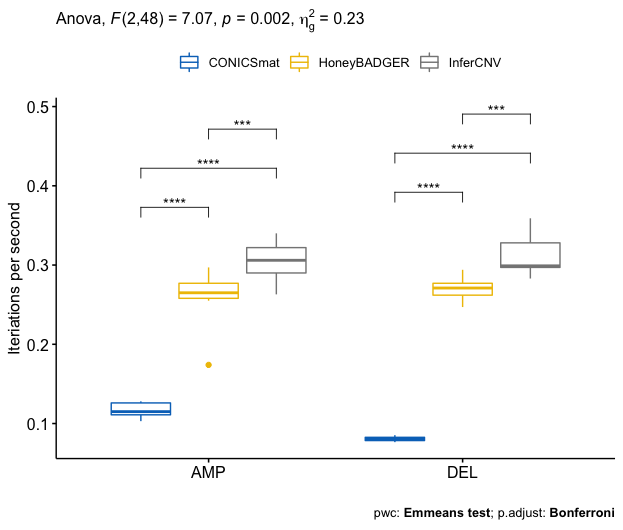 Anova, F(2,48) = 7.07, p = 0.002, η²g = 0.23
CONICSmat HoneyBADGER InferCNV
0.5
***
***
****
****
0.4
****
****
0.3
0.2
0.1
Iteriations per second
AMP DEL
pwc: Emmeans test; p.adjust: Bonferroni